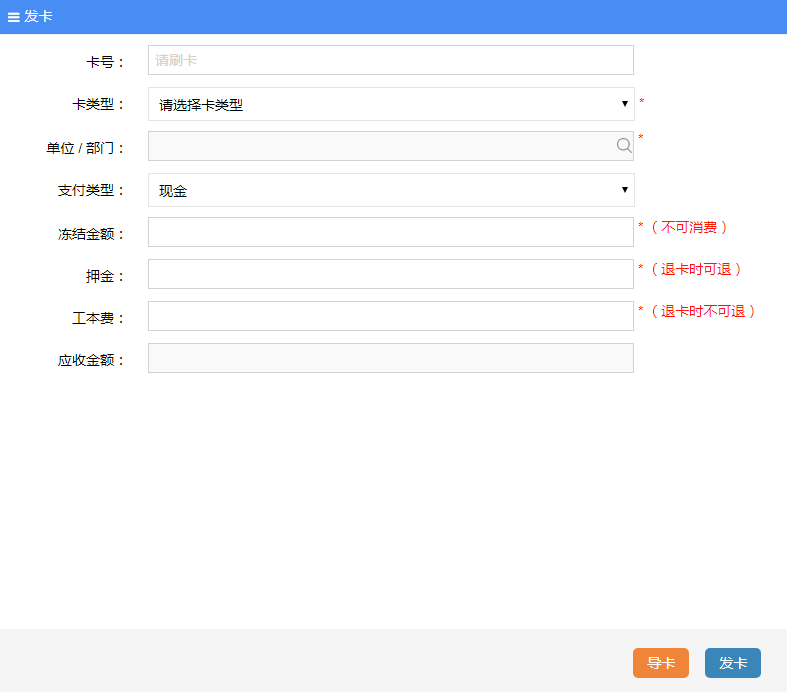 发卡
卡号： 请刷卡
卡类型： 请选择卡类型 *
单位 / 部门： *
支付类型： 现金
冻结金额： *（不可消费）
押金： *（退卡时可退）
工本费： *（退卡时不可退）
应收金额：
导卡 发卡